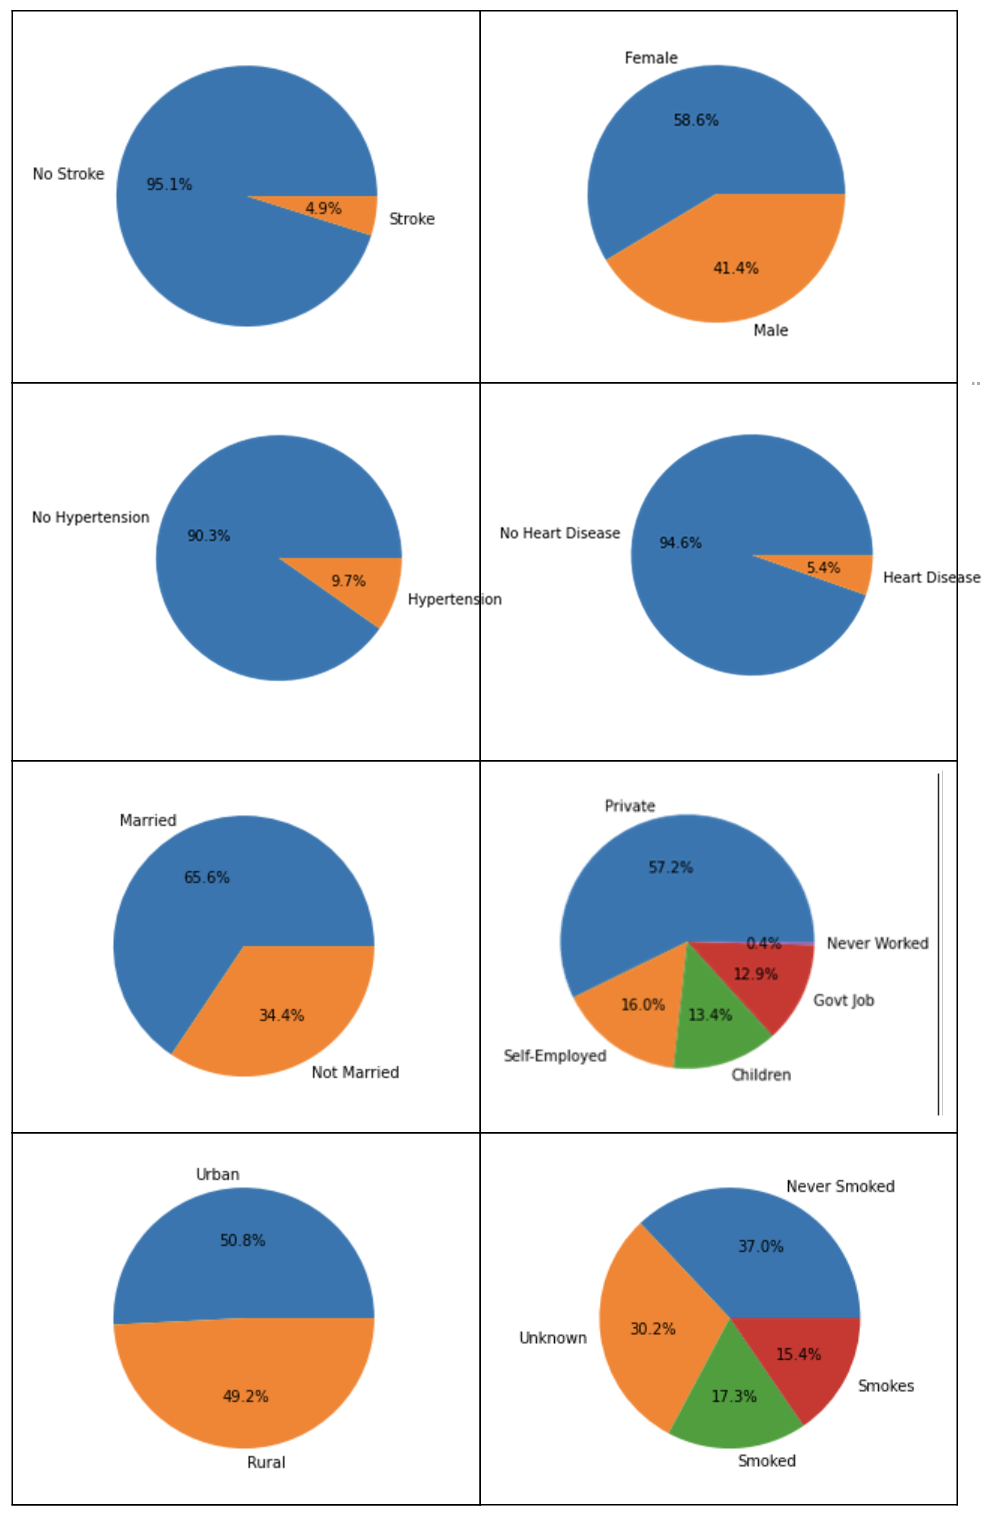 No Stroke
95.1%
4.9%
Stroke
Female
58.6%
41.4%
Male
No Hypertension
90.3%
9.7%
Hypertension
No Heart Disease
94.6%
5.4%
Heart Disease
Married
65.6%
34.4%
Not Married
Private
57.2%
0.4%
Never Worked
12.9%
Govt Job
16.0%
13.4%
Self-Employed
Children
Urban
50.8%
49.2%
Rural
Never Smoked
37.0%
30.2%
Unknown
15.4%
Smokes
17.3%
Smoked